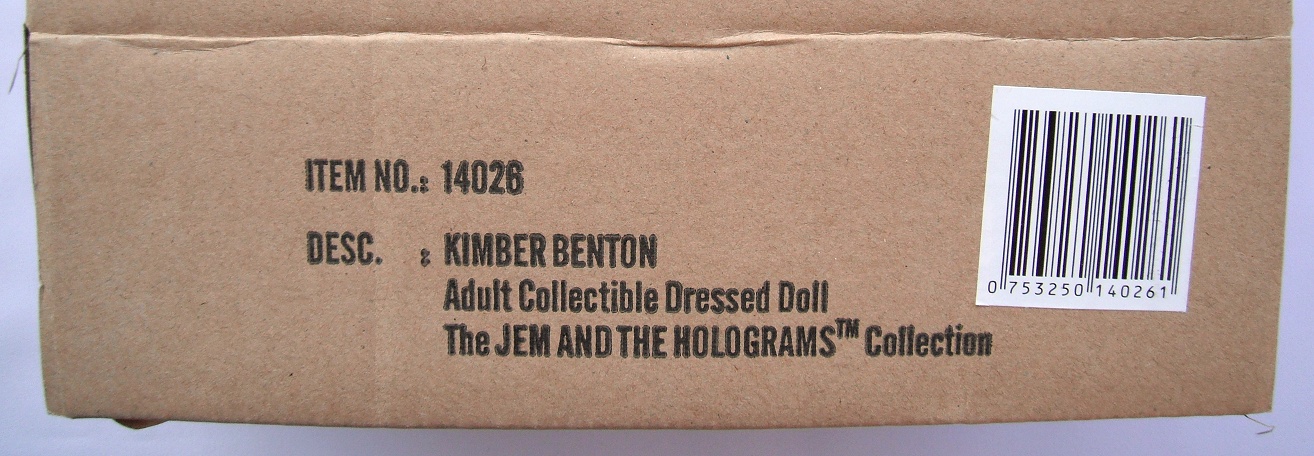 ITEM NO.: 14026
DESC. : KIMBER BENTON
Adult Collectible Dressed Doll
The JEM AND THE HOLOGRAMS™ Collection
0 753250 140261